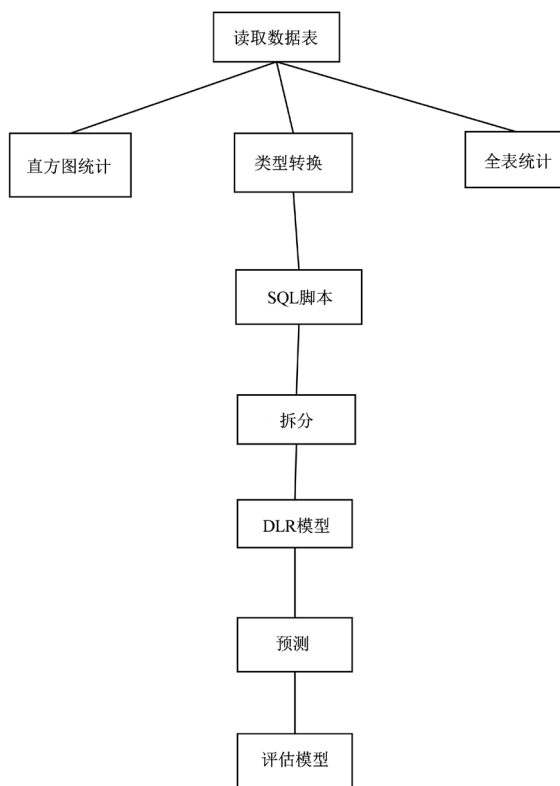 读取数据表
直方图统计
类型转换
全表统计
SQL脚本
拆分
DLR模型
预测
评估模型